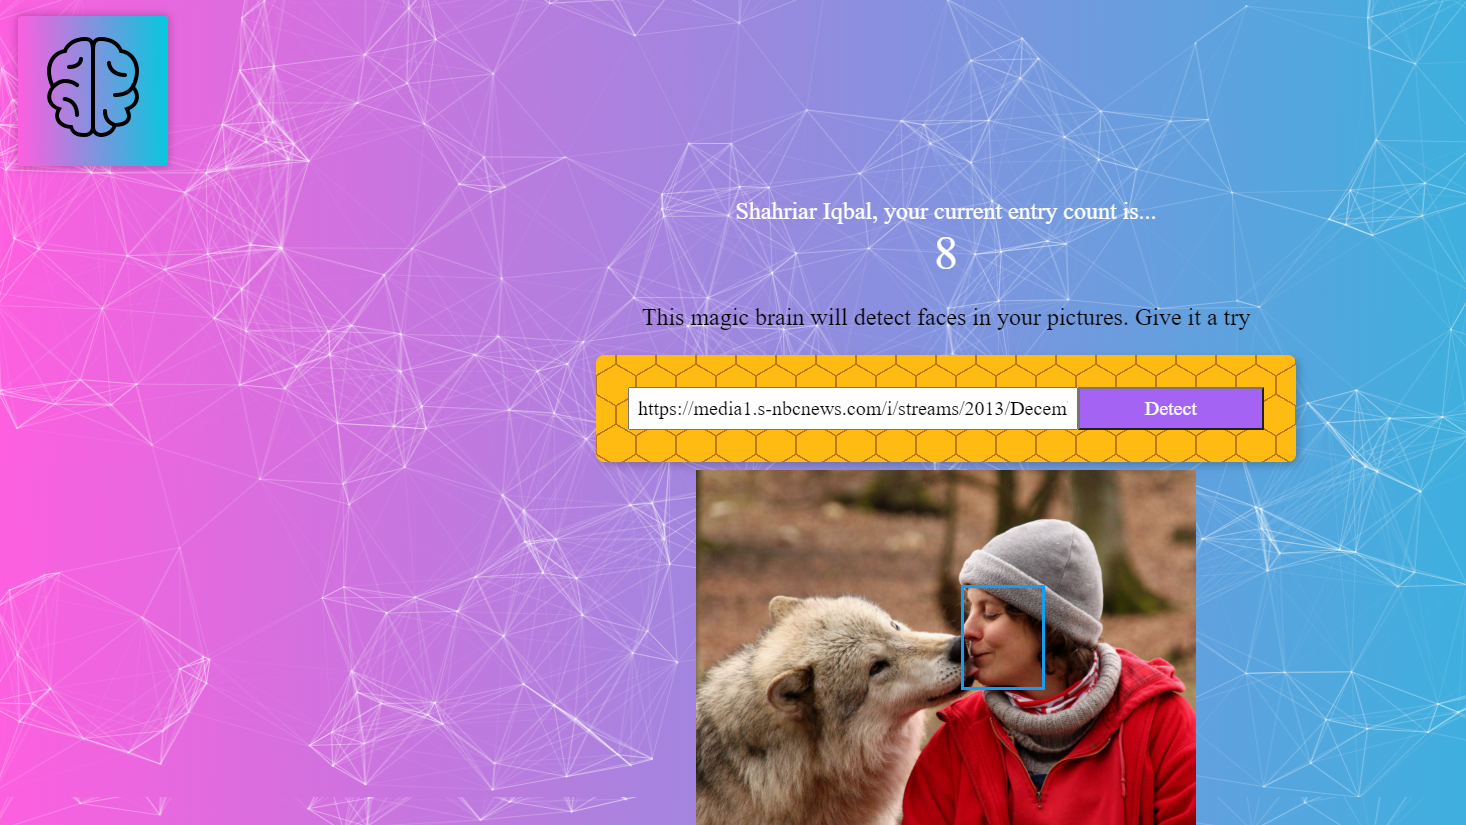 Shahriar Iqbal, your current entry count is...
8
This magic brain will detect faces in your pictures. Give it a try
https://media1.s-nbcnews.com/i/streams/2013/Decem
Detect